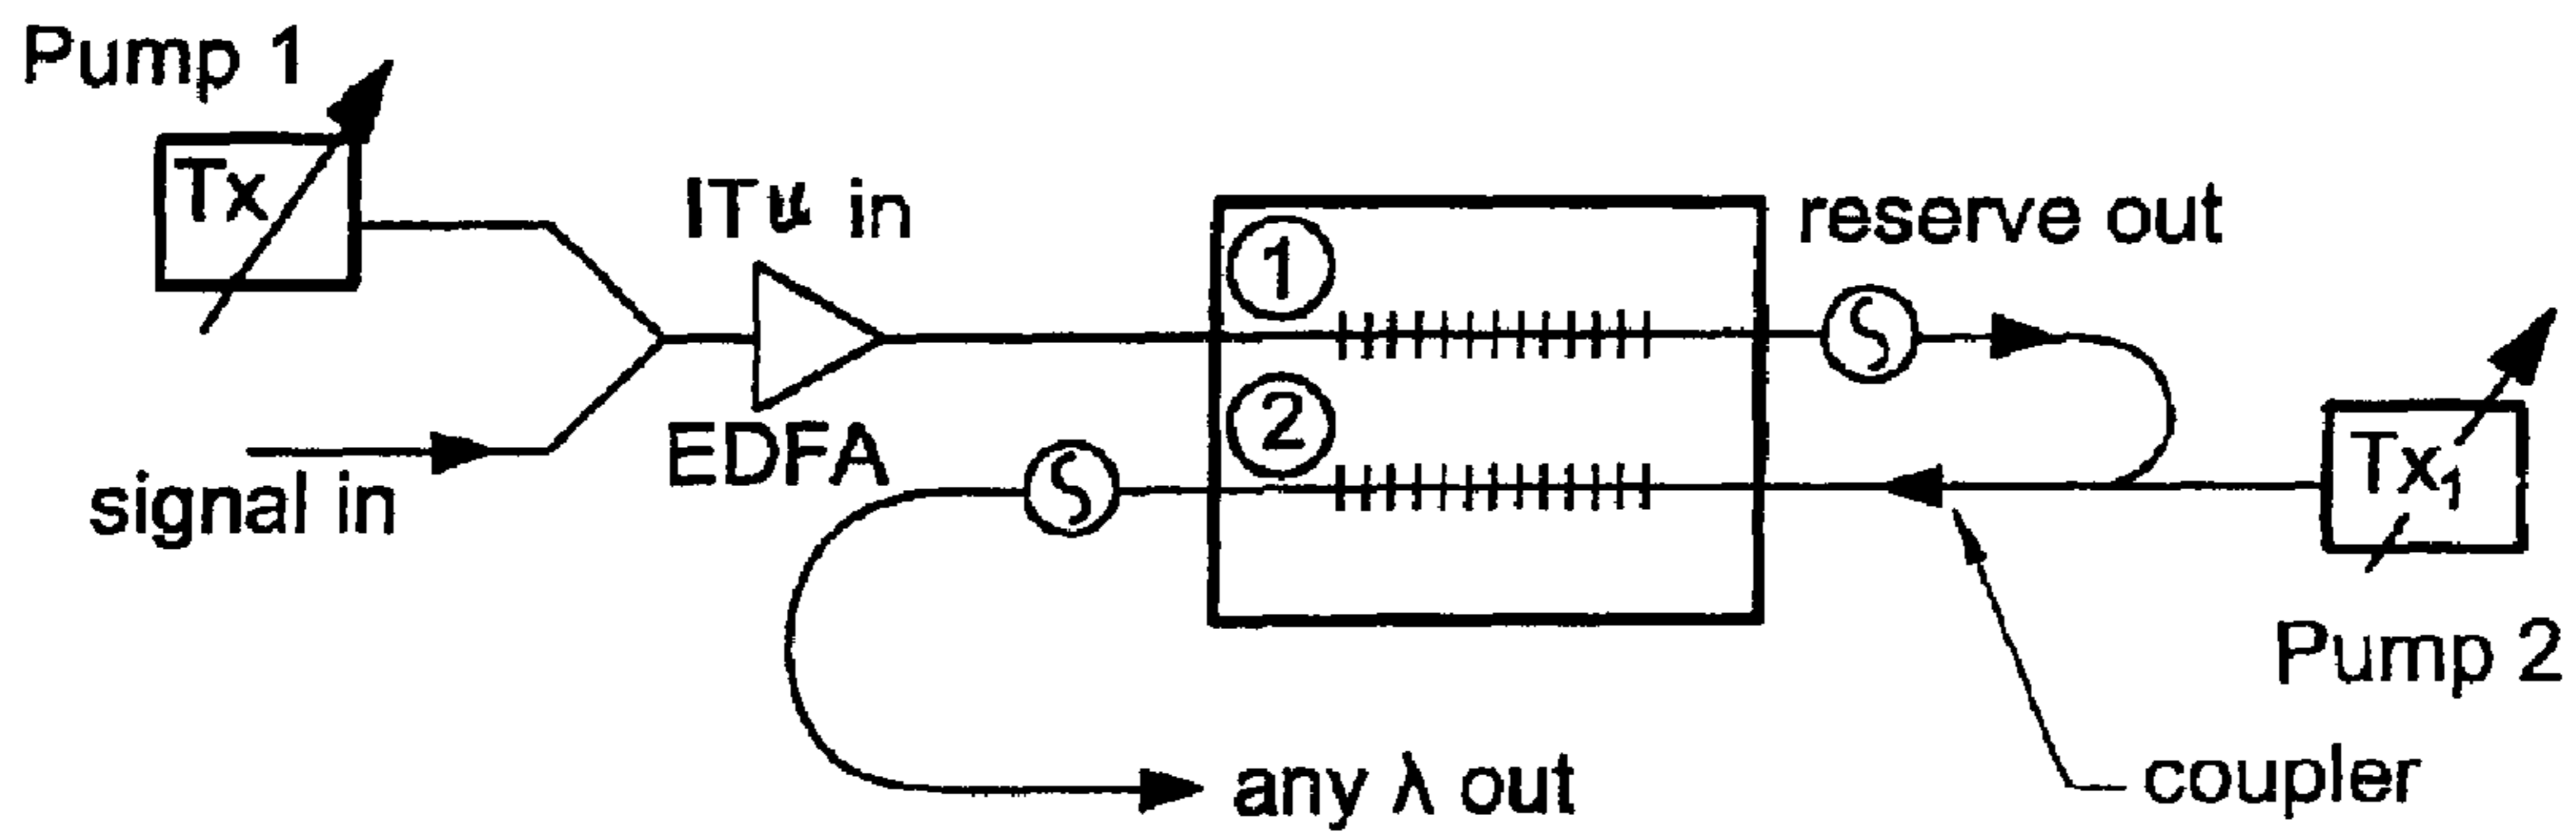 Pump 1
Tx
ITu in
EDFA
signal in
1
2
reserve out
Tx1
Pump 2
coupler
any λ out